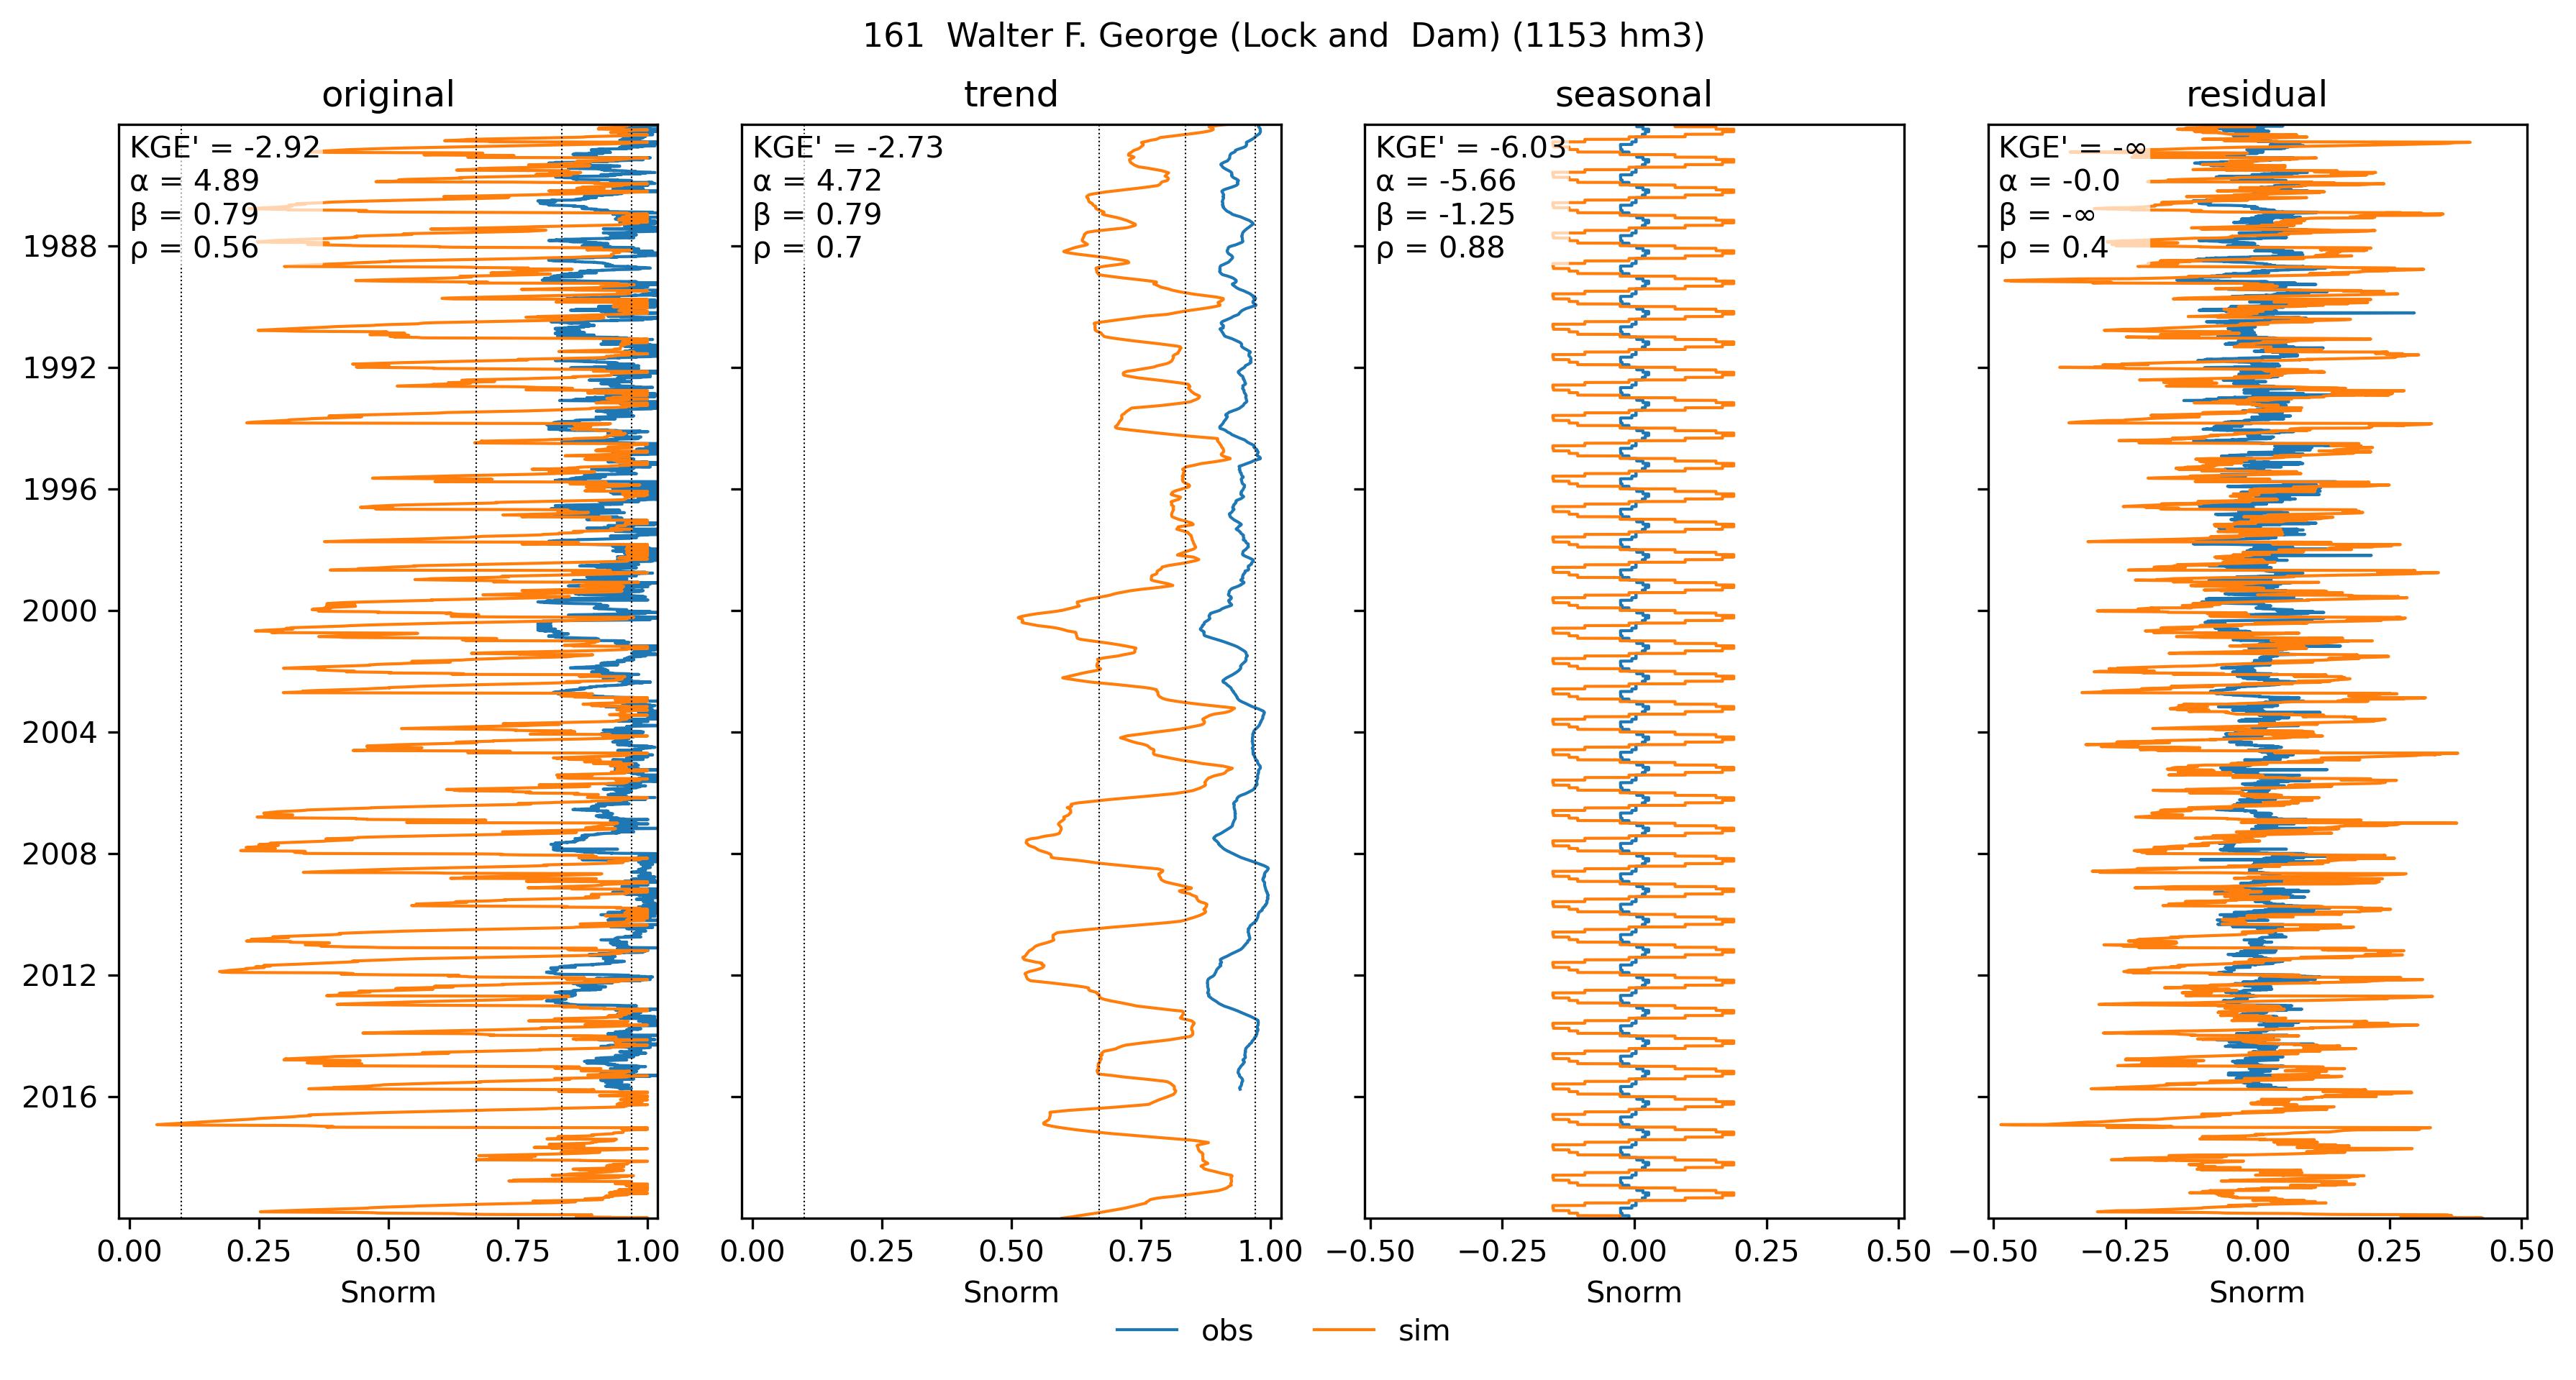 161  Walter F. George (Lock and  Dam) (1153 hm3)
original
trend
seasonal
residual
KGE' = -2.92
α = 4.89
β = 0.79
ρ = 0.56
KGE' = -2.73
α = 4.72
β = 0.79
ρ = 0.7
KGE' = -6.03
α = -5.66
β = -1.25
ρ = 0.88
KGE' = -∞
α = -0.0
β = -∞
ρ = 0.4
1988
1992
1996
2000
2004
2008
2012
2016
0.00 0.25 0.50 0.75 1.00
0.00 0.25 0.50 0.75 1.00
−0.50 −0.25 0.00 0.25 0.50
−0.50 −0.25 0.00 0.25 0.50
Snorm
Snorm
Snorm
Snorm
obs sim